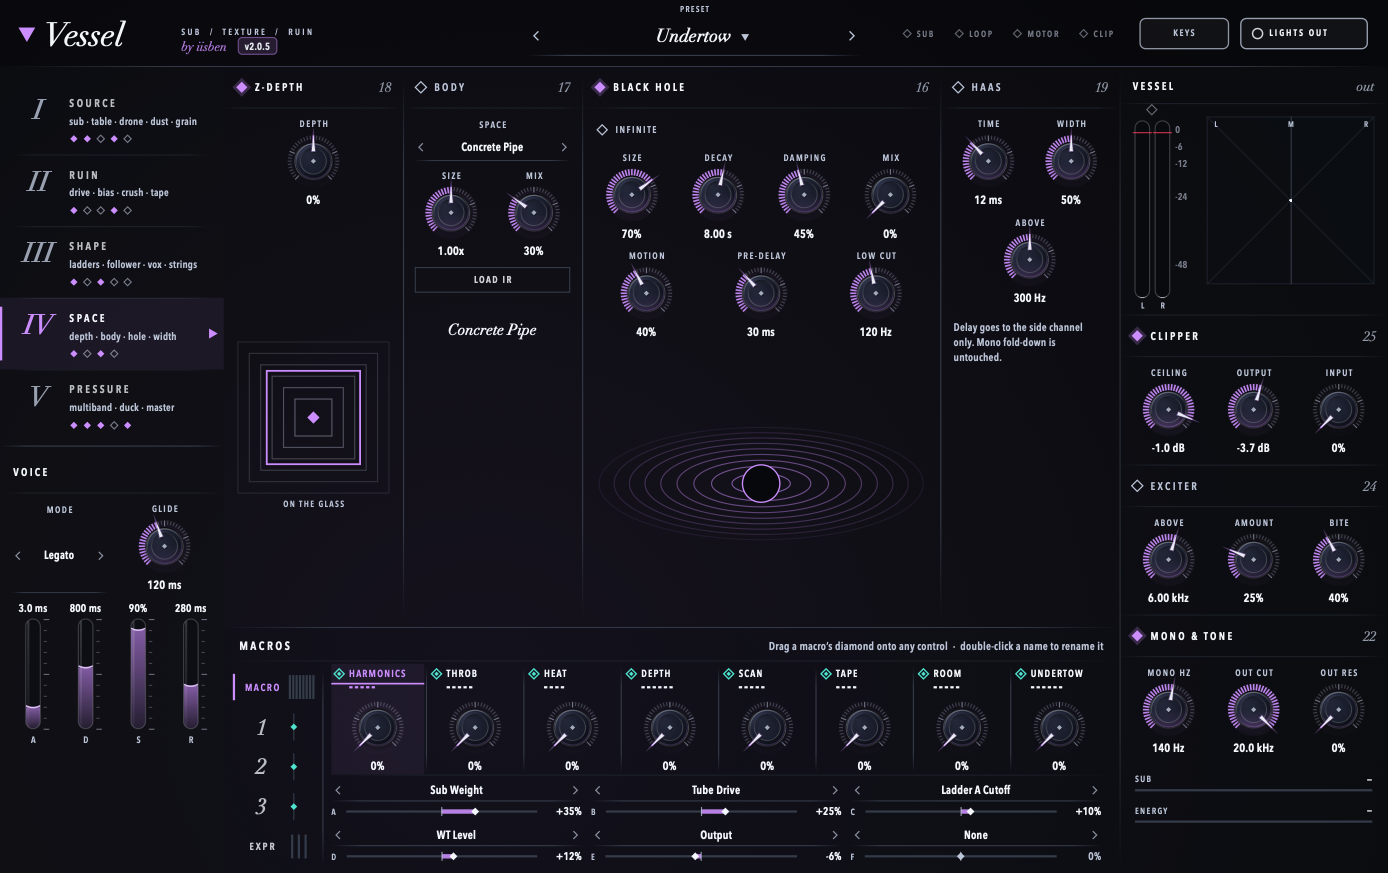 PRESET
Vessel
SUB / TEXTURE / RUIN
by iisben v2.0.5
Undertow
SUB LOOP MOTOR CLIP
KEYS
LIGHTS OUT
I
SOURCE
sub · table · drone · dust · grain
II
RUIN
drive · bias · crush · tape
III
SHAPE
ladders · follower · vox · strings
IV
SPACE
depth · body · hole · width
V
PRESSURE
multiband · duck · master
VOICE
MODE
Legato
GLIDE
120 ms
3.0 ms 800 ms 90% 280 ms
A D S R
Z-DEPTH 18
DEPTH
0%
ON THE GLASS
BODY 17
SPACE
Concrete Pipe
SIZE MIX
1.00x 30%
LOAD IR
Concrete Pipe
BLACK HOLE 16
INFINITE
SIZE DECAY DAMPING MIX
70% 8.00 s 45% 0%
MOTION PRE-DELAY LOW CUT
40% 30 ms 120 Hz
HAAS 19
TIME WIDTH
12 ms 50%
ABOVE
300 Hz
Delay goes to the side channel
only. Mono fold-down is
untouched.
MACROS
Drag a macro's diamond onto any control · double-click a name to rename it
MACRO
1
2
3
EXPR
HARMONICS THROB HEAT DEPTH SCAN TAPE ROOM UNDERTOW
0% 0% 0% 0% 0% 0% 0% 0%
Sub Weight Tube Drive Ladder A Cutoff
A +35% B +25% C +10%
WT Level Output None
D +12% E -6% F 0%
VESSEL out
0
-6
-12
-24
-48
L R
L M R
CLIPPER 25
CEILING OUTPUT INPUT
-1.0 dB -3.7 dB 0%
EXCITER 24
ABOVE AMOUNT BITE
6.00 kHz 25% 40%
MONO & TONE 22
MONO HZ OUT CUT OUT RES
140 Hz 20.0 kHz 0%
SUB –
ENERGY –